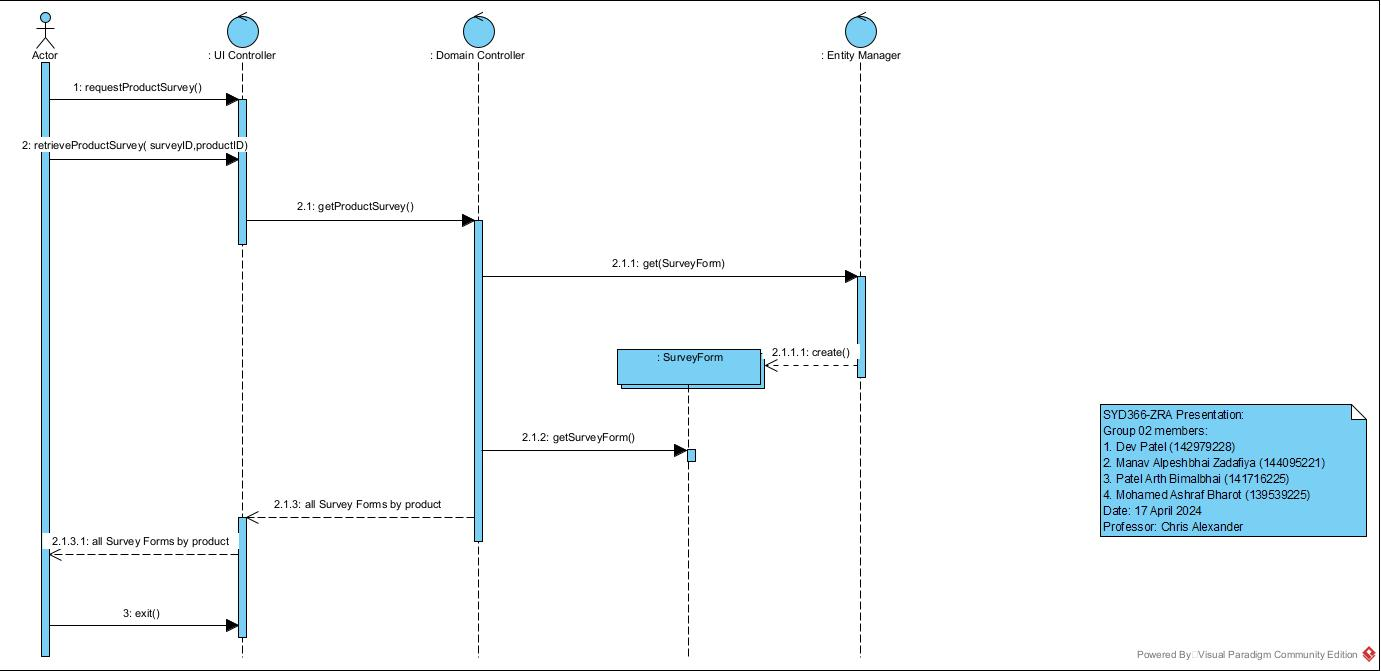 Actor
: UI Controller
: Domain Controller
: Entity Manager
1: requestProductSurvey()
2: retrieveProductSurvey( surveyID,productID)
2.1: getProductSurvey()
2.1.1: get(SurveyForm)
: SurveyForm
2.1.1.1: create()
2.1.2: getSurveyForm()
2.1.3: all Survey Forms by product
2.1.3.1: all Survey Forms by product
3: exit()
SYD366-ZRA Presentation:
Group 02 members:
1. Dev Patel (142979228)
2. Manav Alpeshbhai Zadafiya (144095221)
3. Patel Arth Bimalbhai (141716225)
4. Mohamed Ashraf Bharot (139539225)
Date: 17 April 2024
Professor: Chris Alexander
Powered By Visual Paradigm Community Edition